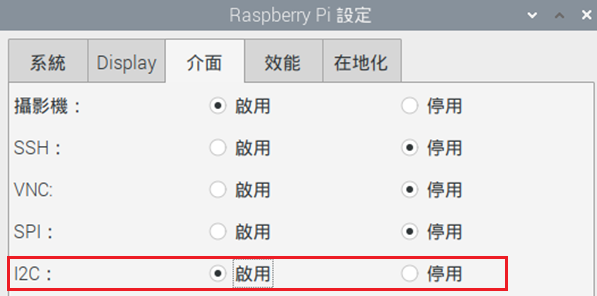 Raspberry Pi 設定
系統 Display 介面 效能 在地化
攝影機： 啟用 停用
SSH： 啟用 停用
VNC: 啟用 停用
SPI： 啟用 停用
I2C： 啟用 停用